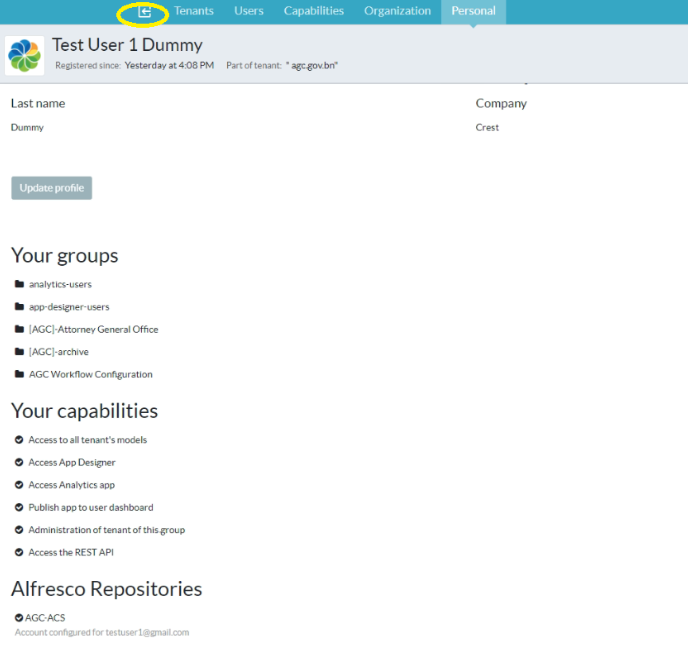 Tenants Users Capabilities Organization Personal
Test User 1 Dummy
Registered since: Yesterday at 4:08 PM Part of tenant: " agc.gov.bn"
Last name Company
Dummy Crest
Update profile
Your groups
analytics-users
app-designer-users
[AGC]-Attorney General Office
[AGC]-archive
AGC Workflow Configuration
Your capabilities
Access to all tenant's models
Access App Designer
Access Analytics app
Publish app to user dashboard
Administration of tenant of this group
Access the REST API
Alfresco Repositories
AGC-ACS
Account configured for testuser1@gmail.com